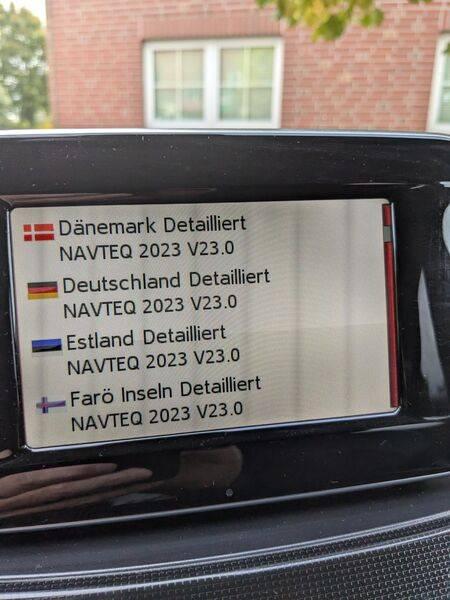 Dänemark Detailliert
NAVTEQ 2023 V23.0
Deutschland Detailliert
NAVTEQ 2023 V23.0
Estland Detailliert
NAVTEQ 2023 V23.0
Farö Inseln Detailliert
NAVTEQ 2023 V23.0